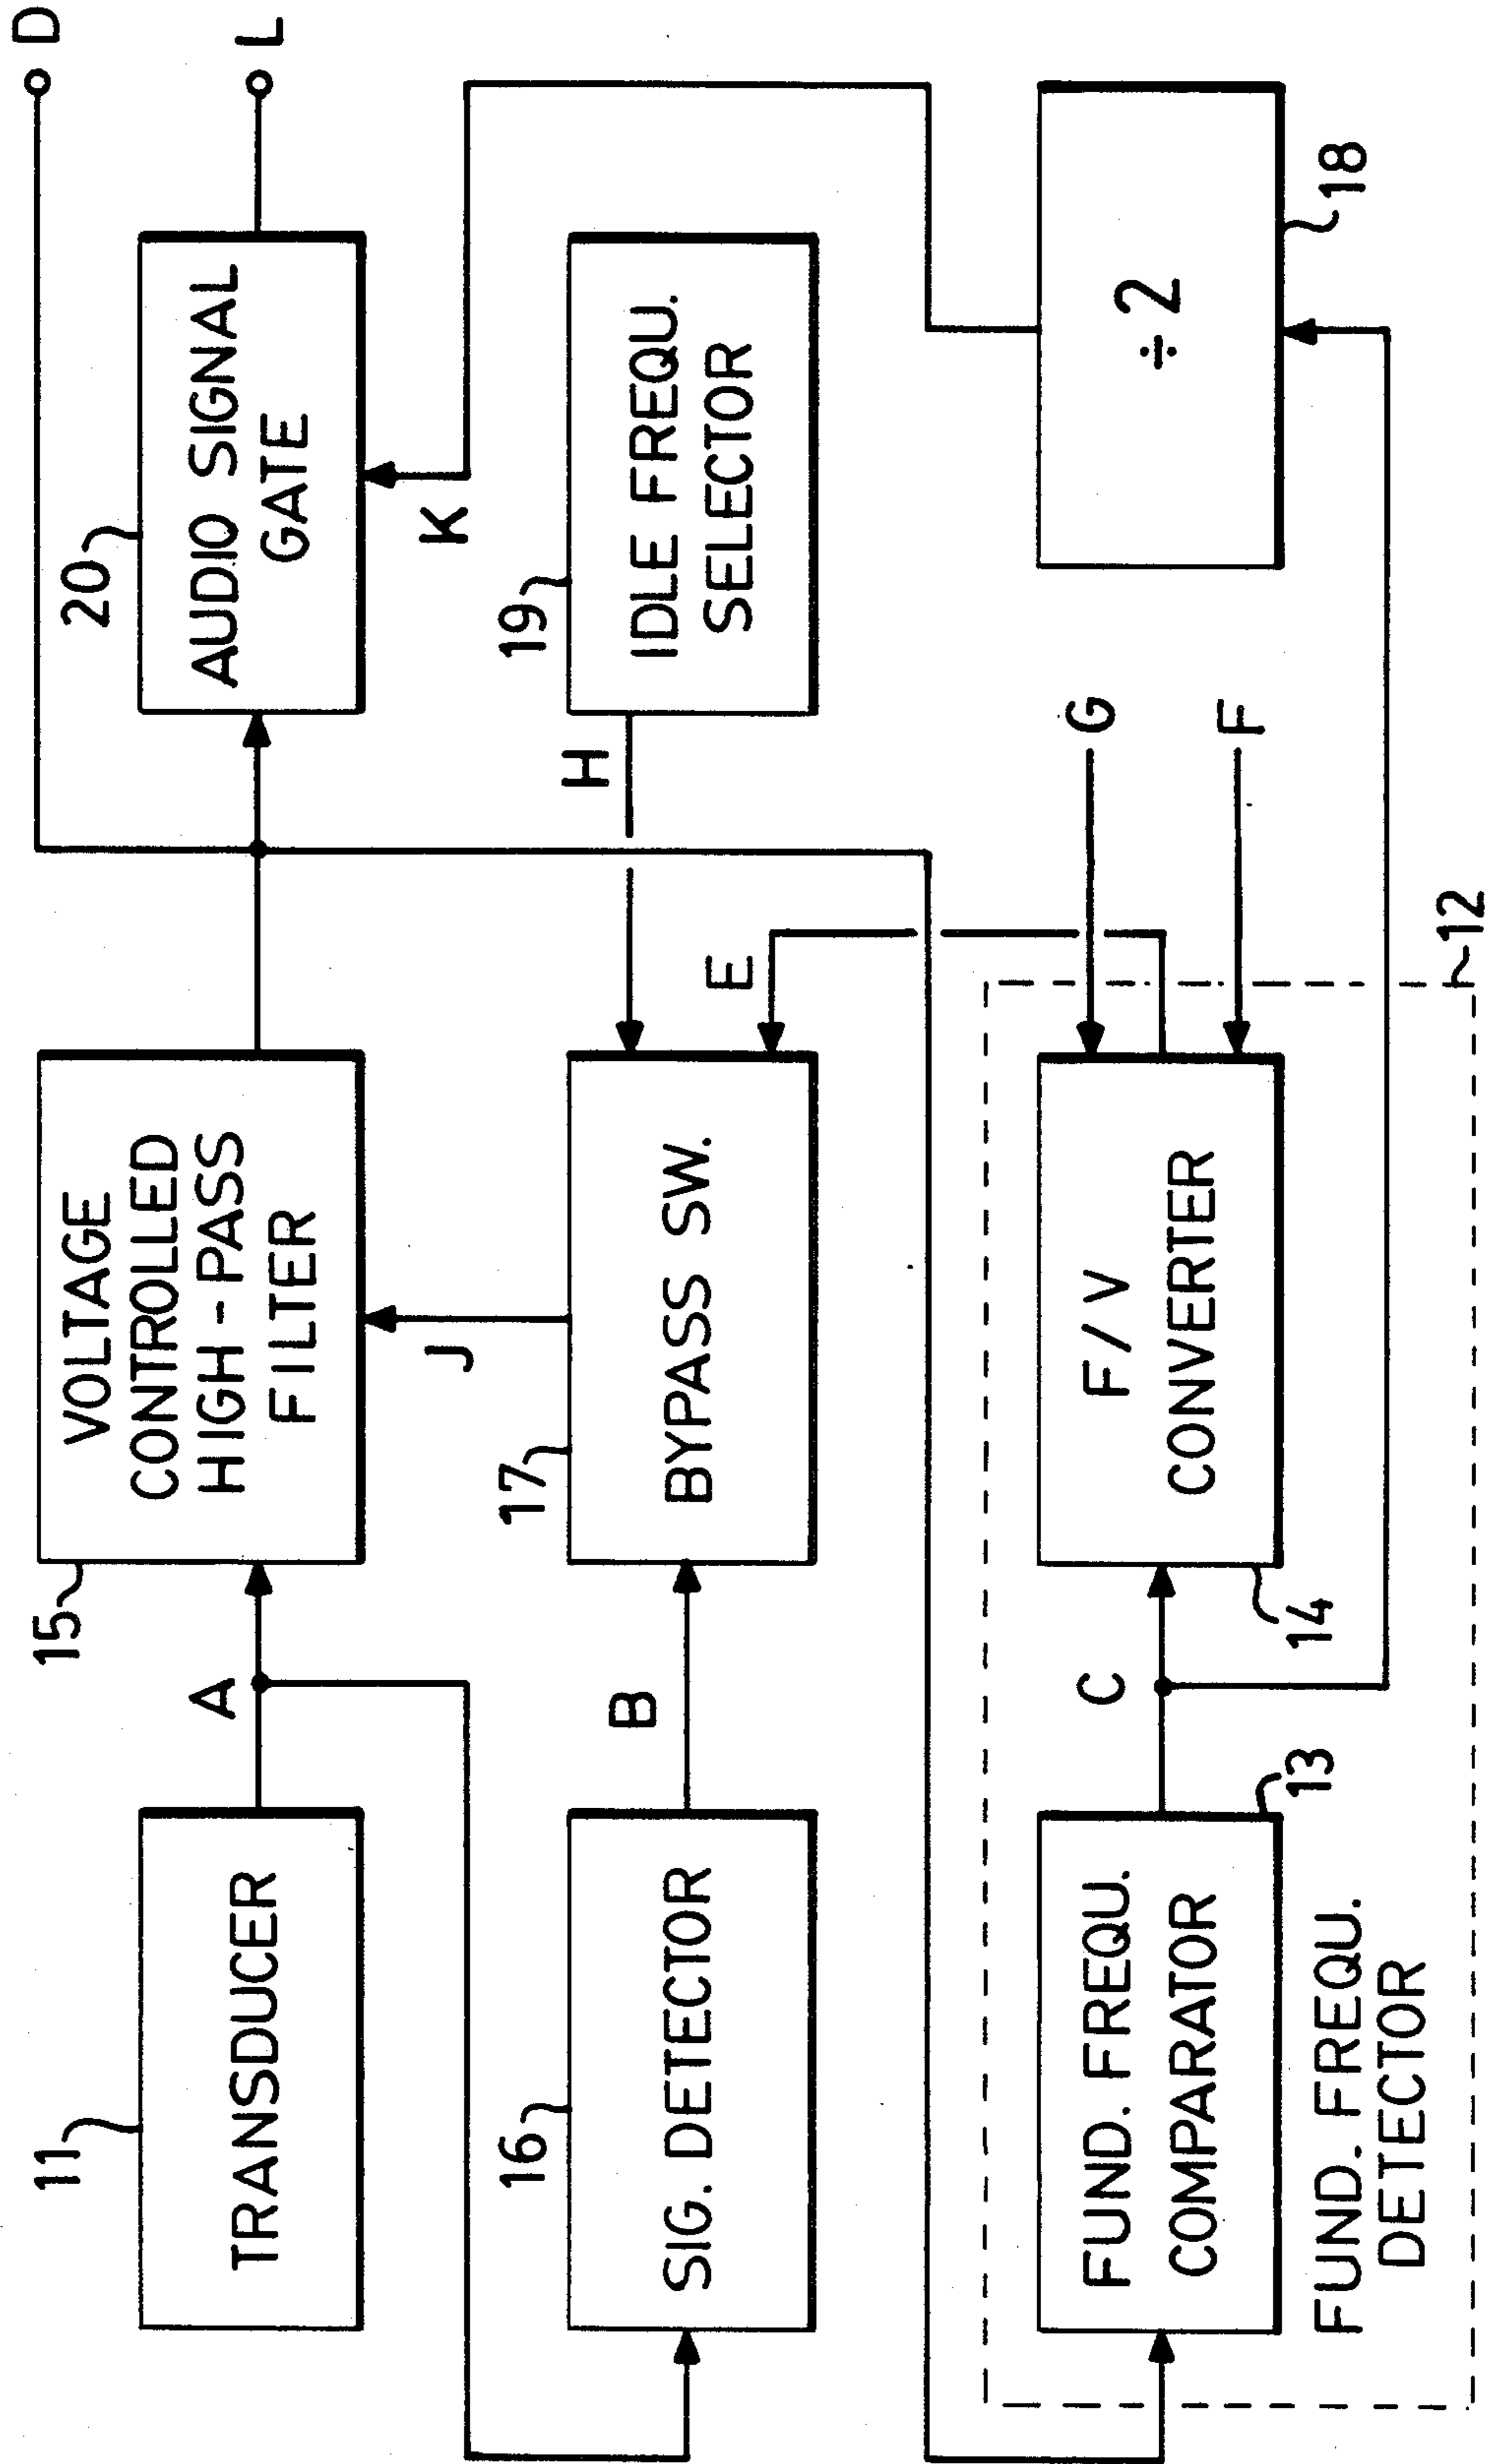 11
TRANSDUCER
A
15
VOLTAGE
CONTROLLED
HIGH-PASS
FILTER
20
AUDIO SIGNAL
GATE
D
L
16
SIG. DETECTOR
B
17
BYPASS SW.
J
H
E
19
IDLE FREQU.
SELECTOR
K
FUND. FREQU.
COMPARATOR
13
C
F/V
CONVERTER
14
G
F
÷2
18
FUND. FREQU.
DETECTOR
12